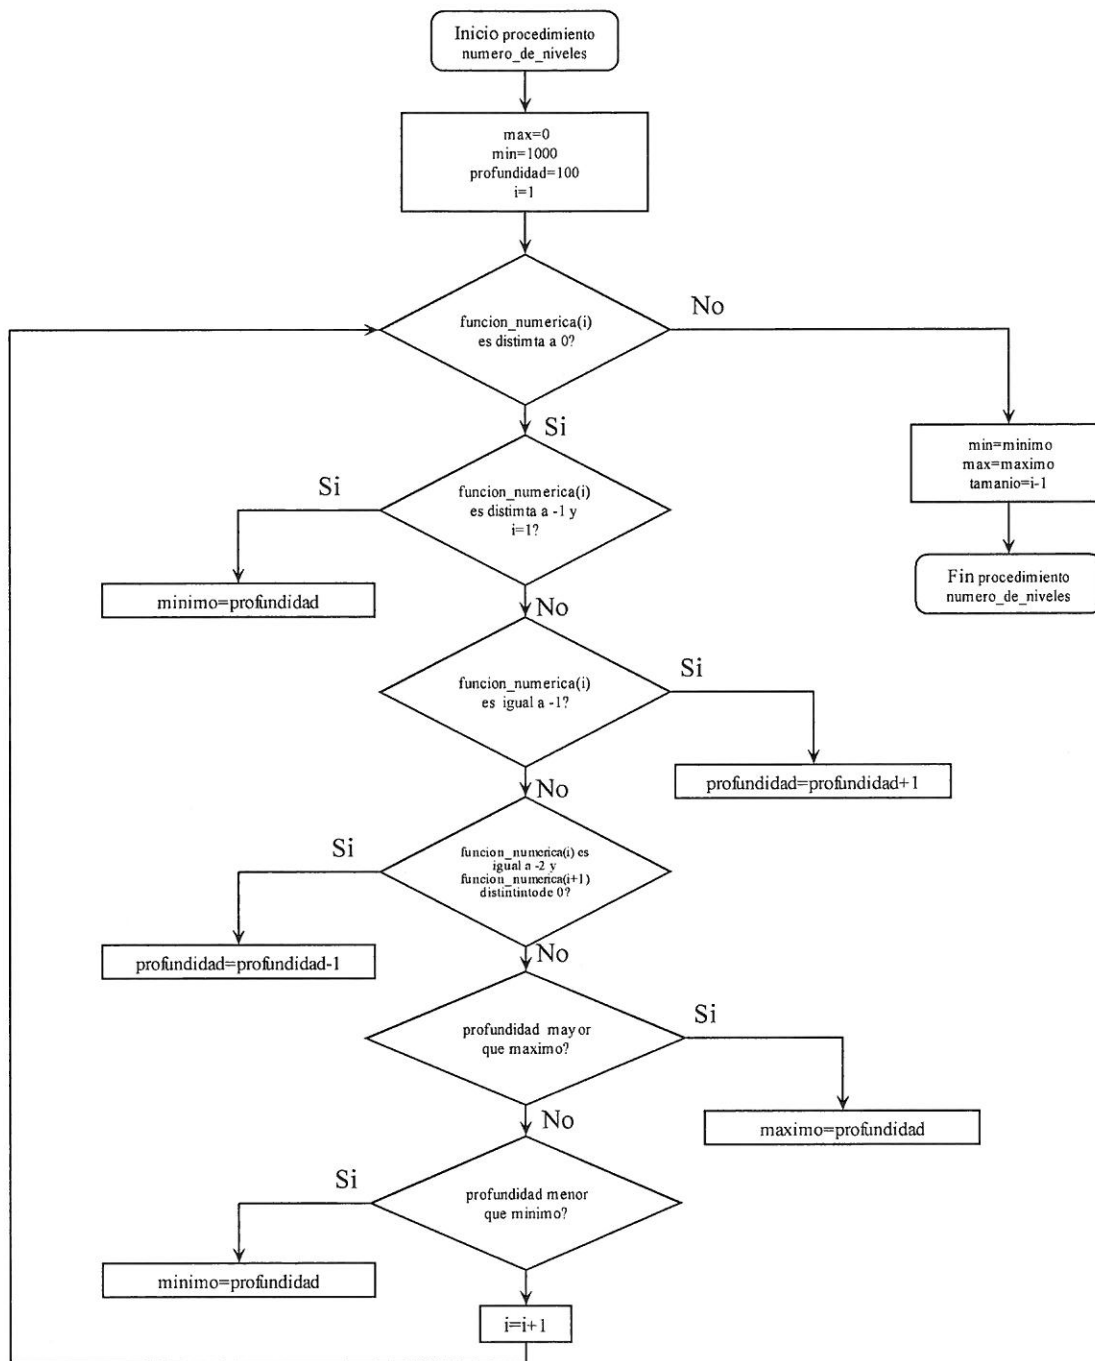 Inicio procedimiento
numero_de_niveles
max=0
min=1000
profundidad=100
i=1
funcion_numerica(i)
es distimta a 0?
No
Si
min=minimo
max=maximo
tamanio=i-1
Si
funcion_numerica(i)
es distimta a -1 y
i=1?
Fin procedimiento
numero_de_niveles
minimo=profundidad
No
funcion_numerica(i)
es igual a -1?
Si
profundidad=profundidad+1
No
Si
funcion_numerica(i) es
igual a -2 y
funcion_numerica(i+1)
distintinto de 0?
profundidad=profundidad-1
No
profundidad mayor
que maximo?
Si
maximo=profundidad
No
Si
profundidad menor
que minimo?
minimo=profundidad
i=i+1